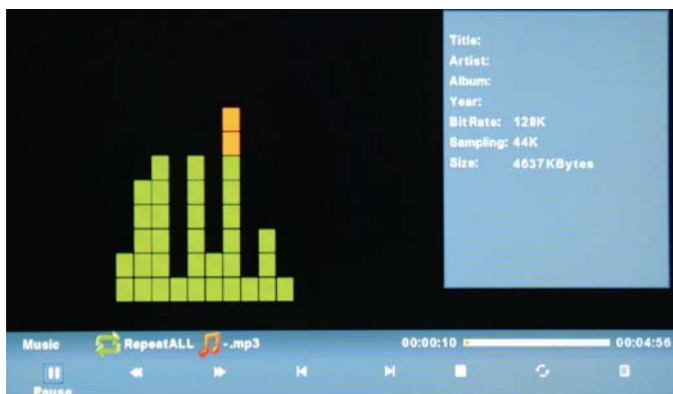 Title:
Artist:
Album:
Year:
Bit Rate: 128K
Sampling: 44K
Size: 4637KBytes
Music RepeatALL -.mp3 00:00:10 00:04:56
Pause